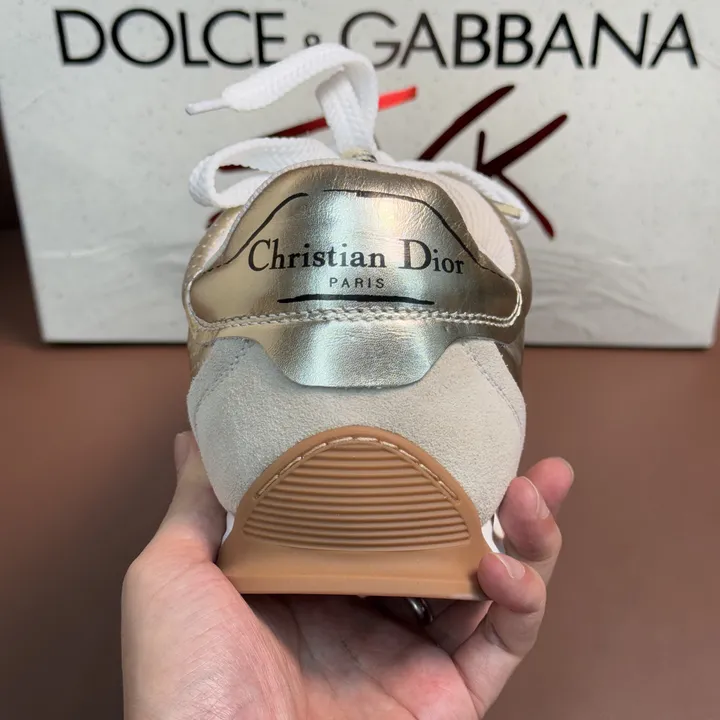 DOLCE & GABBANA
Christian Dior
PARIS